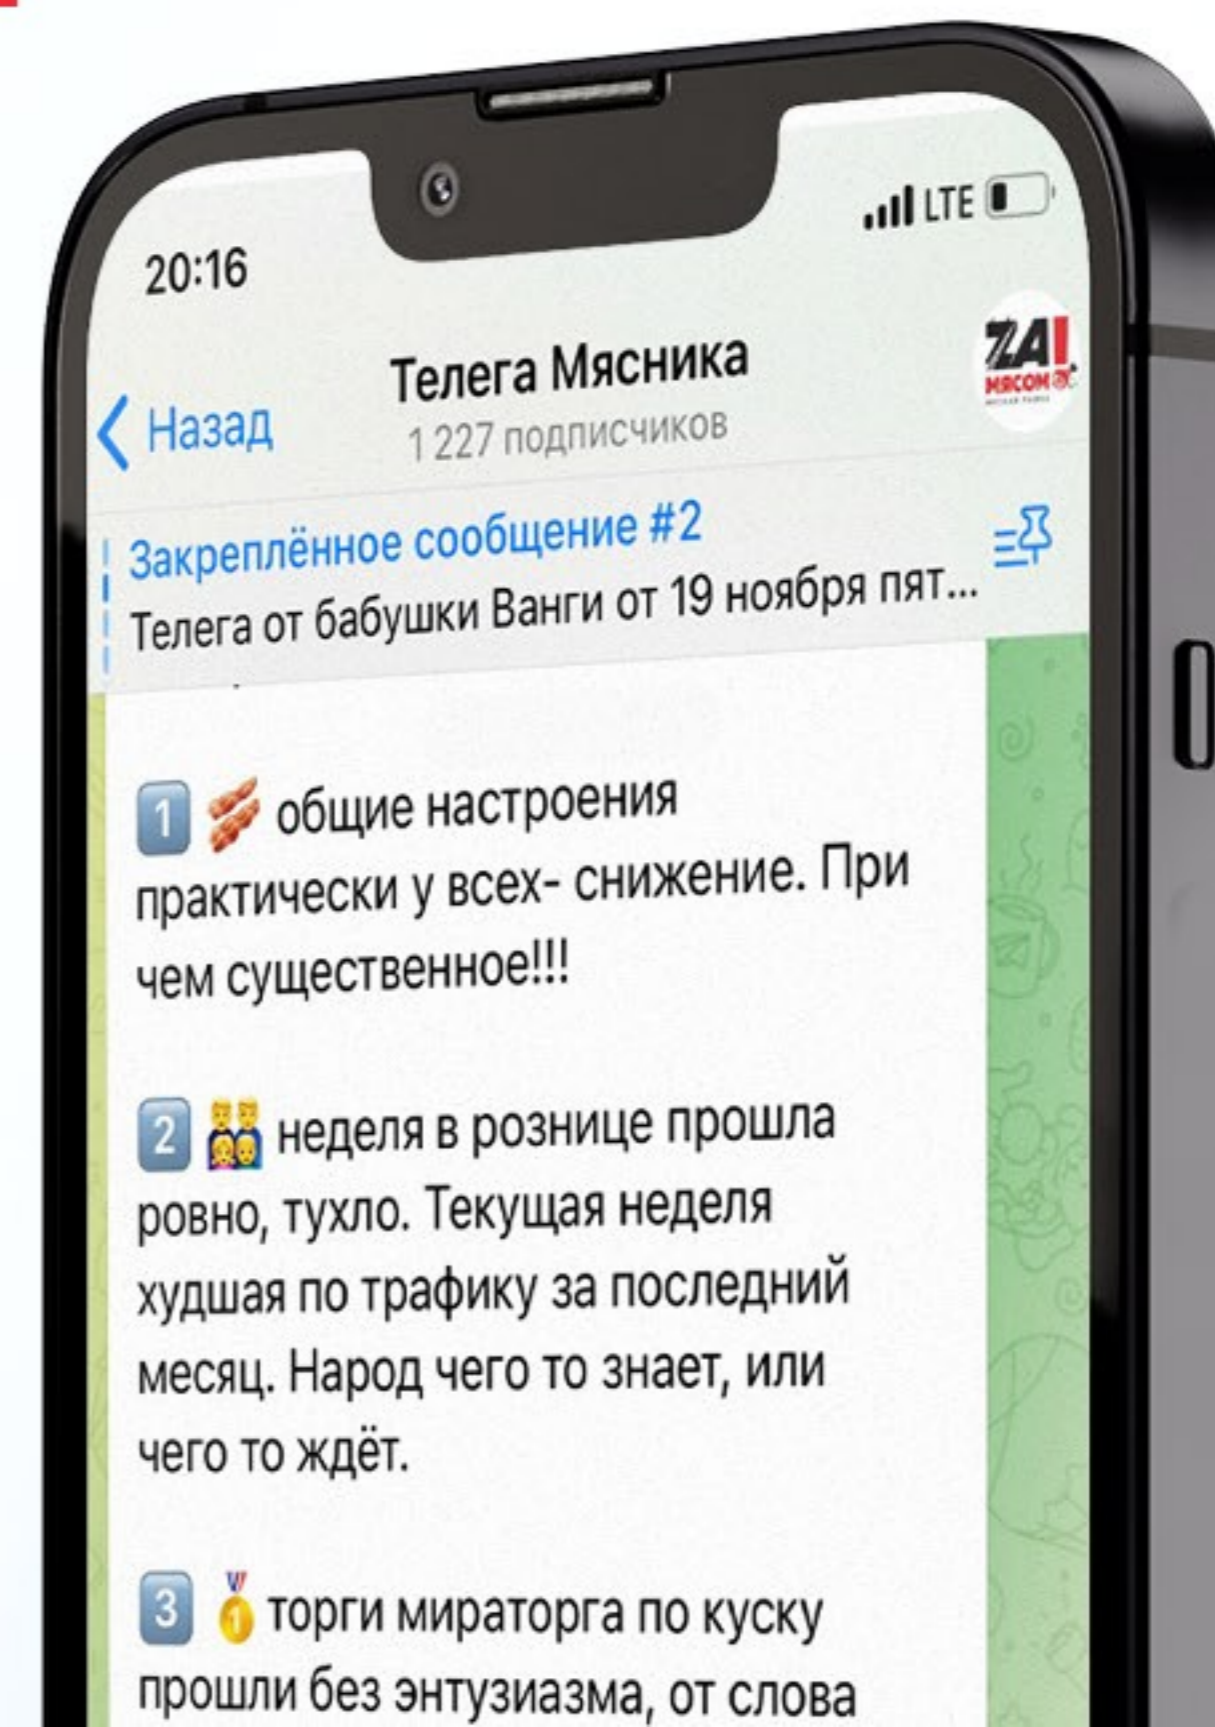 20:16
LTE
Назад
Телега Мясника
1 227 подписчиков
ZA!
МЯСОМ
Закреплённое сообщение #2
Телега от бабушки Ванги от 19 ноября пят...
1 🥓 общие настроения
практически у всех- снижение. При
чем существенное!!!
2 👨‍👨‍👧‍👦 неделя в рознице прошла
ровно, тухло. Текущая неделя
худшая по трафику за последний
месяц. Народ чего то знает, или
чего то ждёт.
3 🥇 торги мираторга по куску
прошли без энтузиазма, от слова